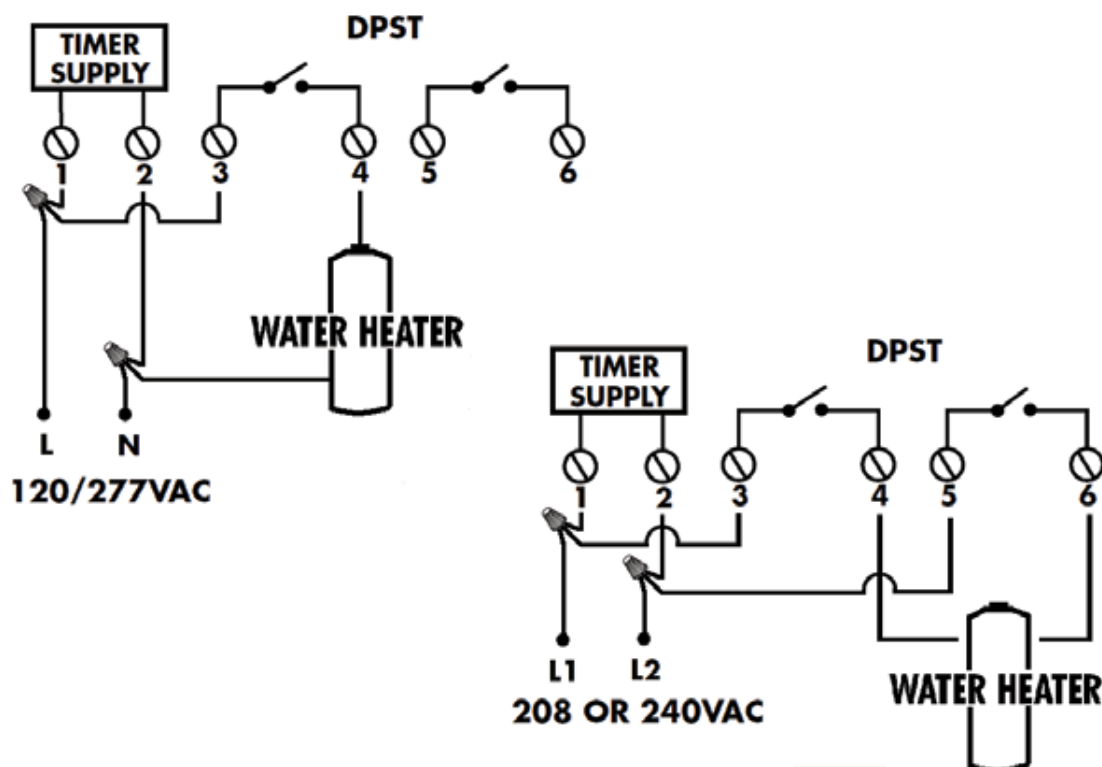 DPST
TIMER
SUPPLY
1 2 3 4 5 6
WATER HEATER
L N
120/277VAC
DPST
TIMER
SUPPLY
1 2 3 4 5 6
L1 L2
208 OR 240VAC
WATER HEATER